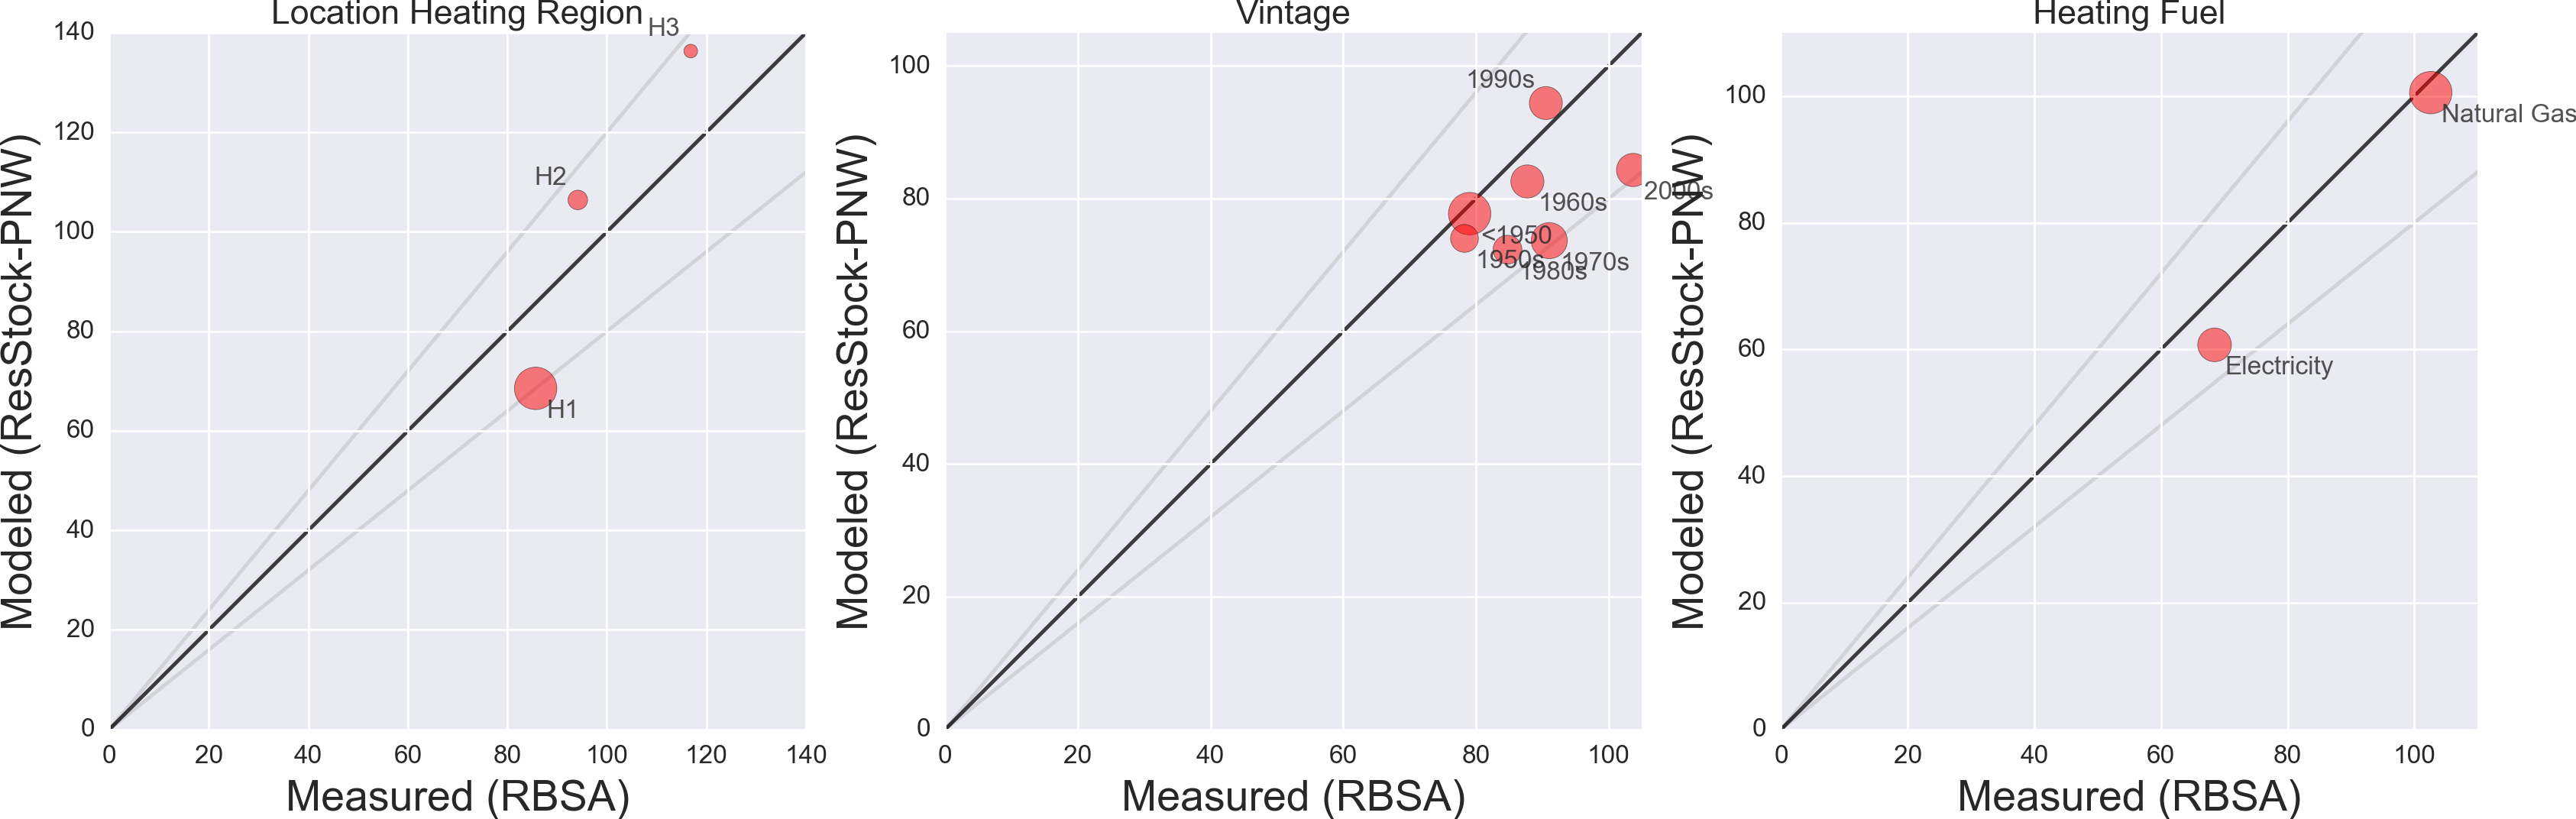 Location Heating Region
H3
H2
H1
140
120
100
80
60
40
20
0
0 20 40 60 80 100 120 140
Modeled (ResStock-PNW)
Measured (RBSA)
Vintage
1990s
2000s
1960s
<1950
1950s
1980s
1970s
100
80
60
40
20
0
0 20 40 60 80 100
Modeled (ResStock-PNW)
Measured (RBSA)
Heating Fuel
Natural Gas
Electricity
100
80
60
40
20
0
0 20 40 60 80 100
Modeled (ResStock-PNW)
Measured (RBSA)